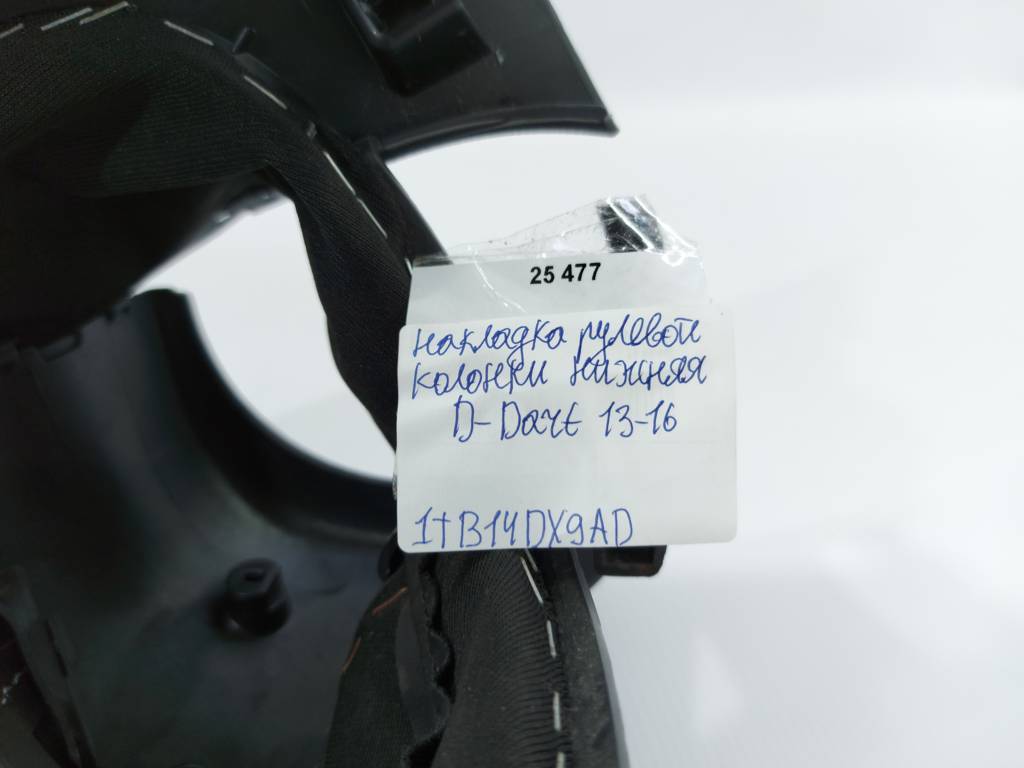 25 477
накладка рулевой
колонки нижняя
D-Dart 13-16
1TB14DX9AD